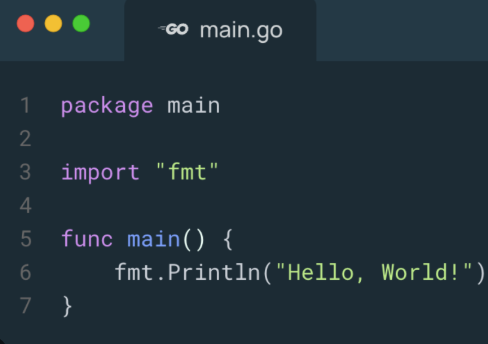 GO main.go
1 package main
2
3 import "fmt"
4
5 func main() {
6     fmt.Println("Hello, World!")
7 }